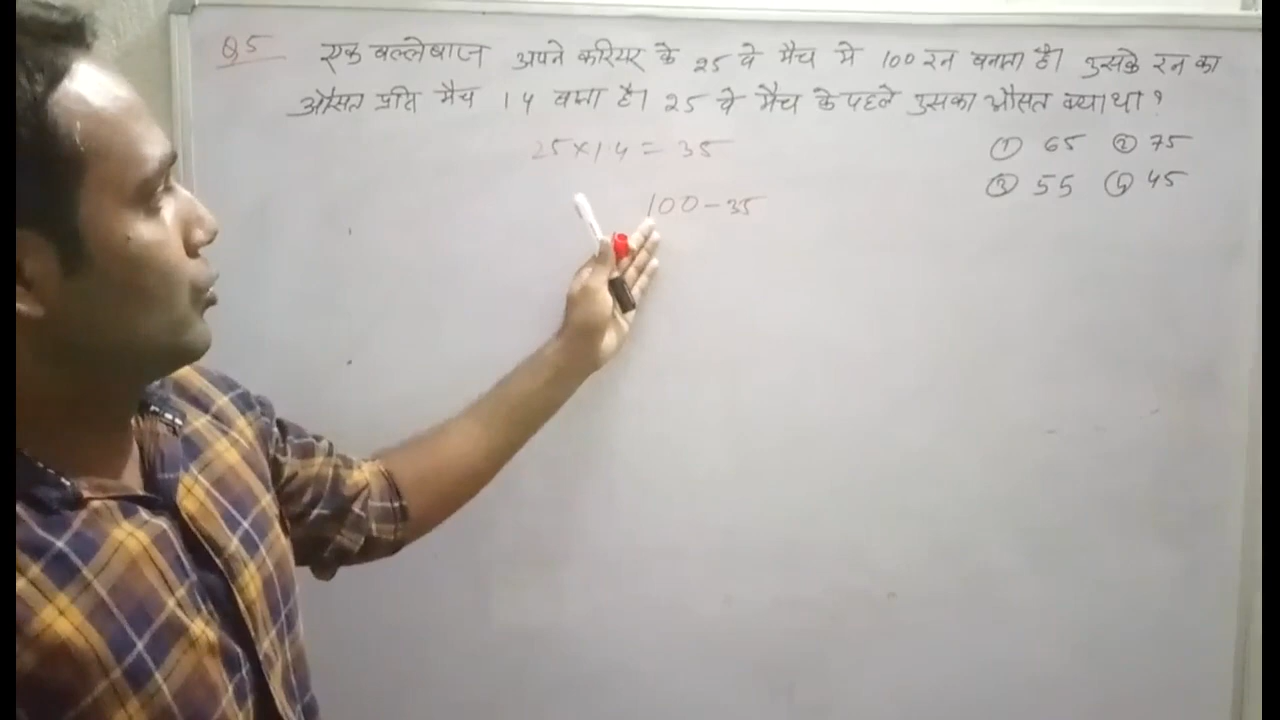 Q5 एक बल्लेबाज अपने करियर के 25 वे मैच मे 100 रन बनाता है। उसके रन का
औसत प्रति मैच 1.4 बढ़ता है। 25 वे मैच के पहले उसका औसत क्या था?
① 65 ② 75
25×1.4 = 35
③ 55 ④ 45
100-35